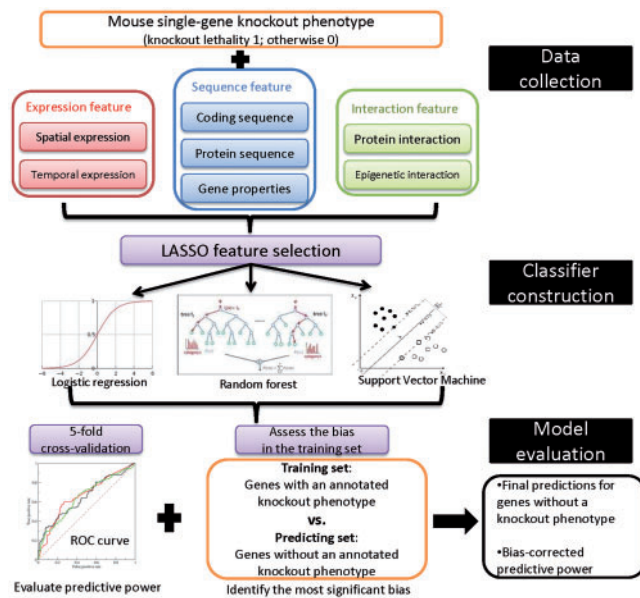 Mouse single-gene knockout phenotype
(knockout lethality 1; otherwise 0)
Data
collection
Expression feature
Spatial expression
Temporal expression
Sequence feature
Coding sequence
Protein sequence
Gene properties
Interaction feature
Protein interaction
Epigenetic interaction
LASSO feature selection
Classifier
construction
Logistic regression
Random forest
Support Vector Machine
5-fold
cross-validation
Assess the bias
in the training set
Model
evaluation
ROC curve
Evaluate predictive power
Training set:
Genes with an annotated
knockout phenotype
vs.
Predicting set:
Genes without an annotated
knockout phenotype
Identify the most significant bias
•Final predictions for
genes without a
knockout phenotype
•Bias-corrected
predictive power